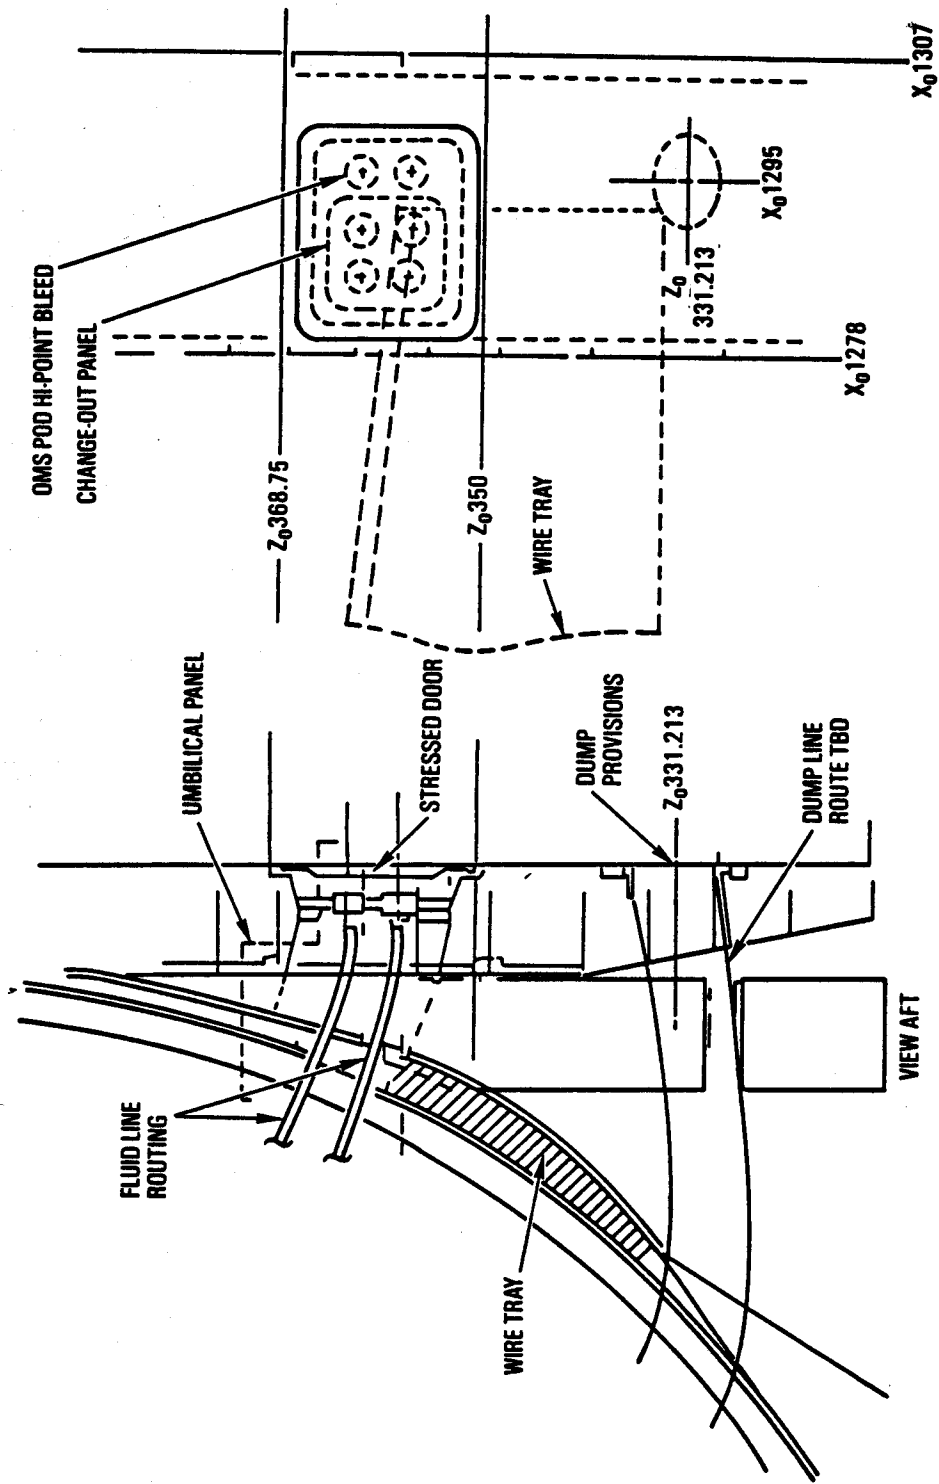 OMS POD HI-POINT BLEED
CHANGE-OUT PANEL
Z₀368.75
Z₀350
WIRE TRAY
Z₀
331.213
X₀1278
X₀1295
X₀1307
UMBILICAL PANEL
STRESSED DOOR
DUMP
PROVISIONS
Z₀331.213
DUMP LINE
ROUTE TBD
FLUID LINE
ROUTING
WIRE TRAY
VIEW AFT